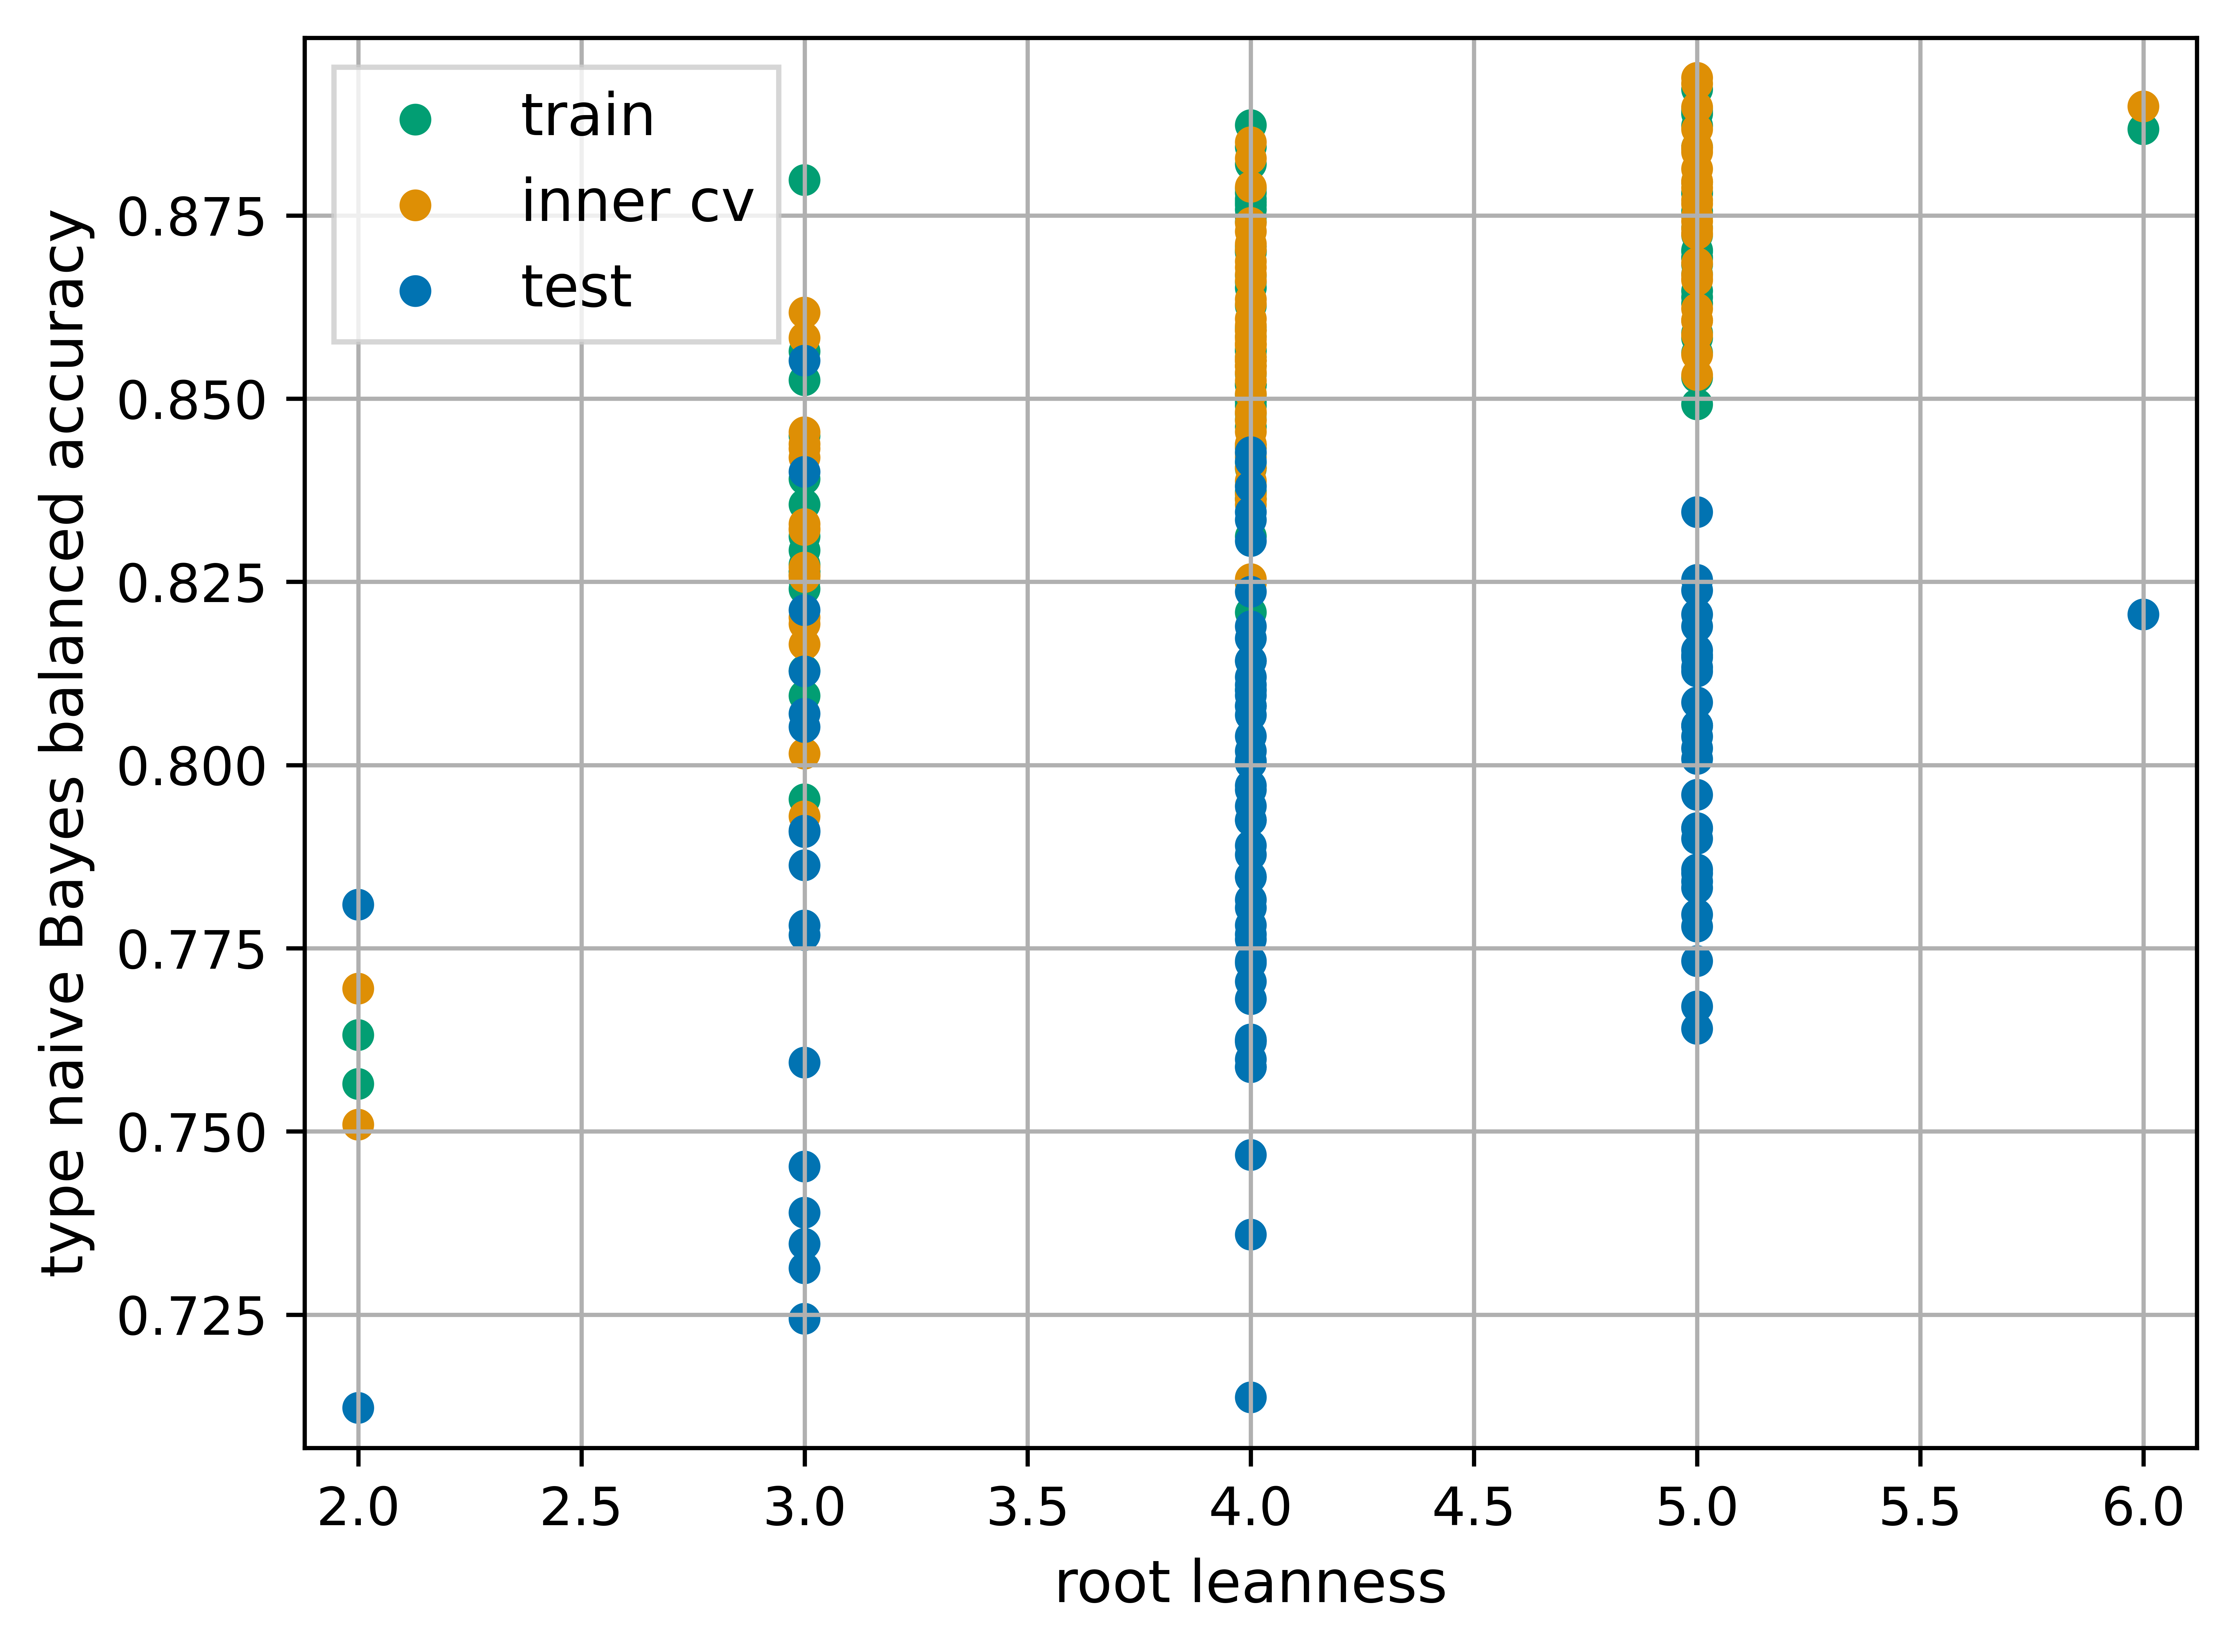 train
inner cv
test
type naive Bayes balanced accuracy
0.875
0.850
0.825
0.800
0.775
0.750
0.725
2.0 2.5 3.0 3.5 4.0 4.5 5.0 5.5 6.0
root leanness